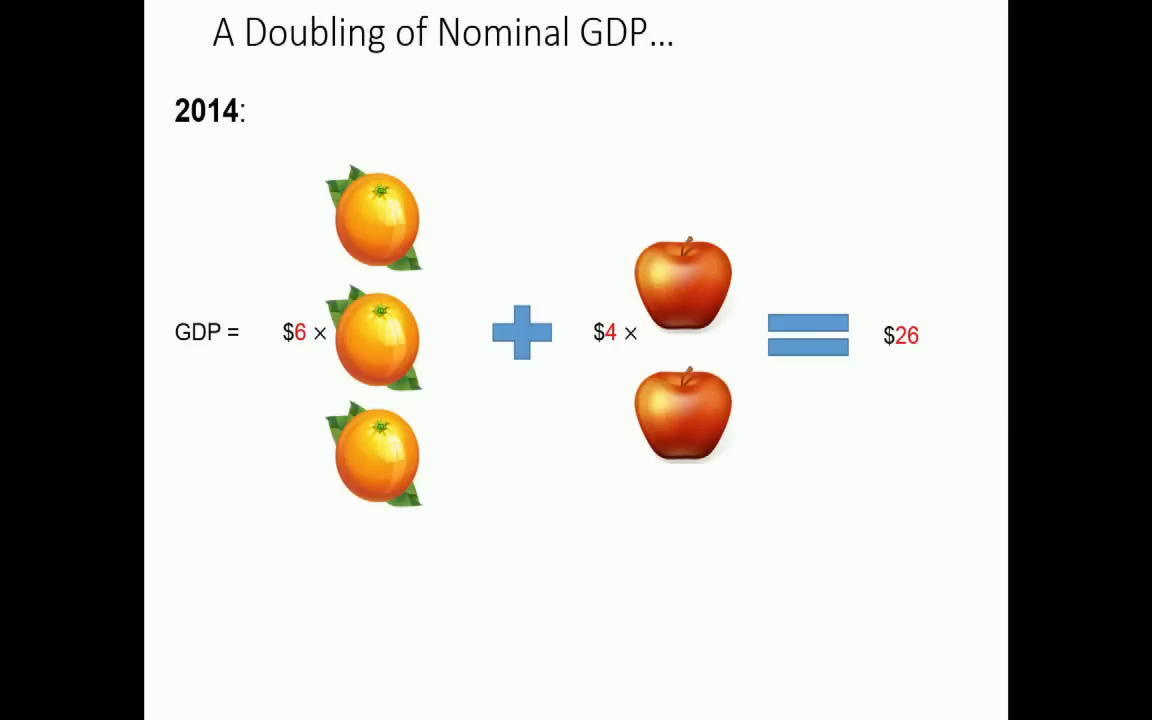 A Doubling of Nominal GDP...
2014:
GDP = $6 × $4 × $26